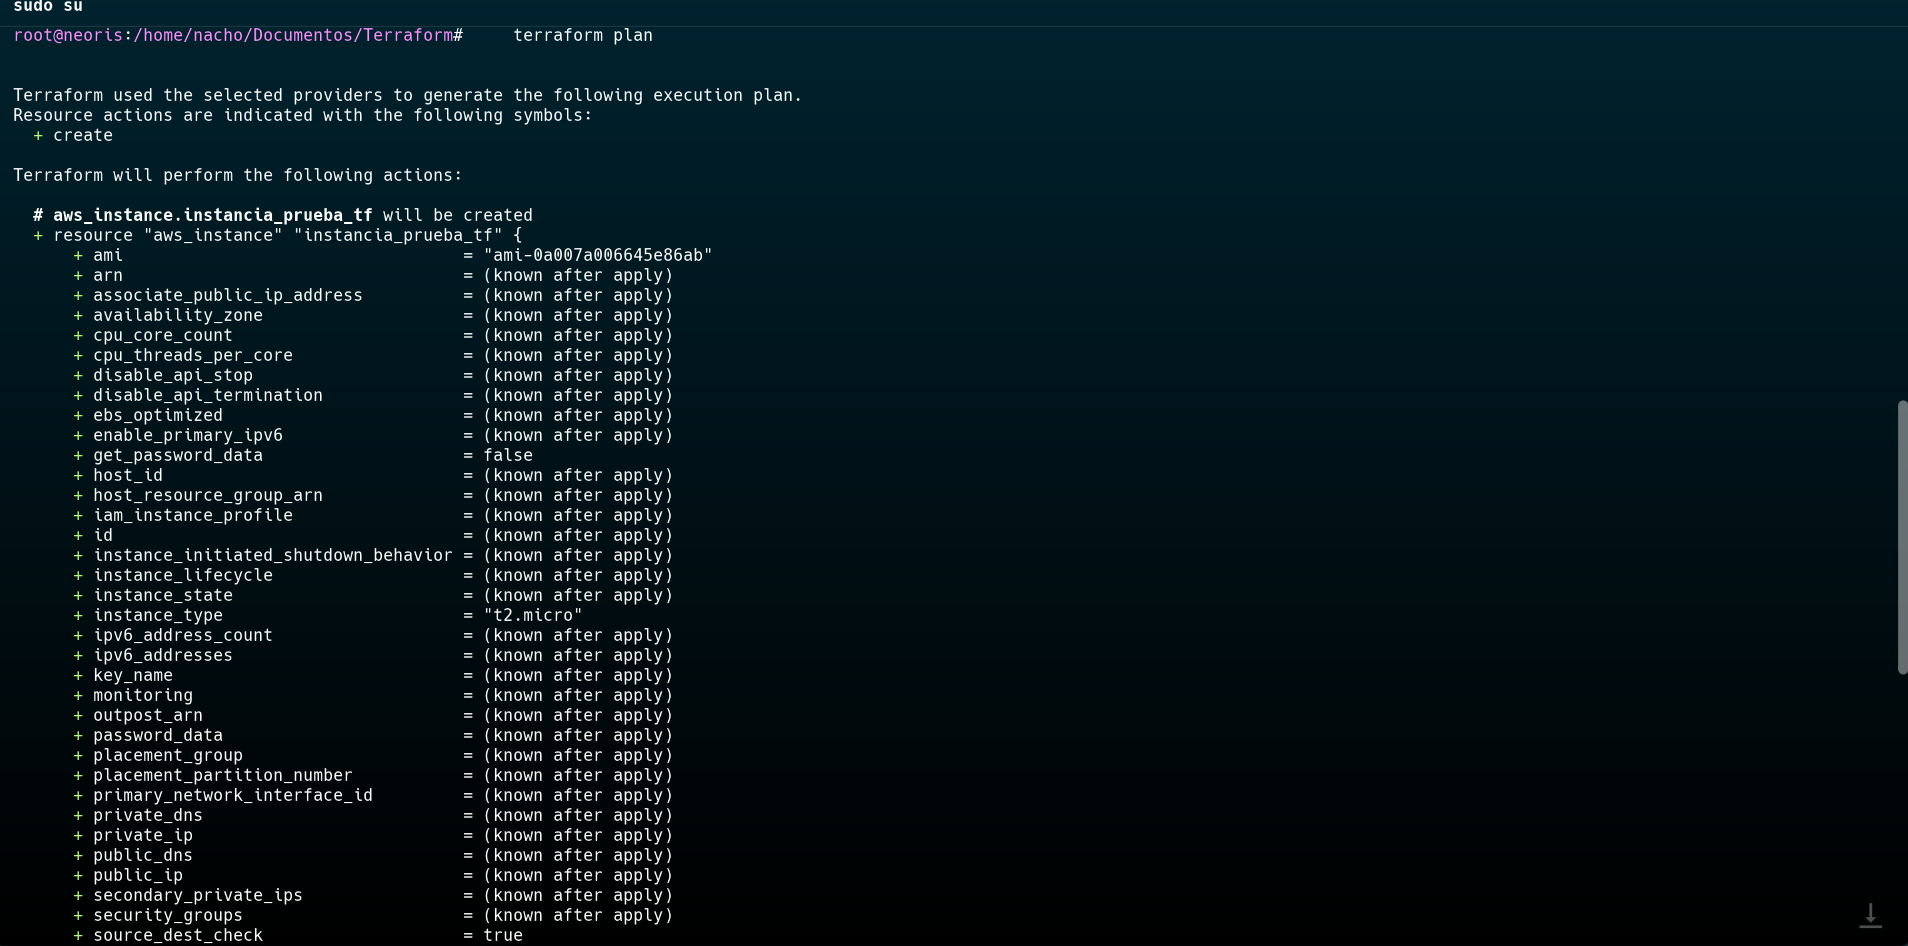 sudo su
root@neoris:/home/nacho/Documentos/Terraform#     terraform plan
Terraform used the selected providers to generate the following execution plan.
Resource actions are indicated with the following symbols:
  + create
Terraform will perform the following actions:
  # aws_instance.instancia_prueba_tf will be created
  + resource "aws_instance" "instancia_prueba_tf" {
      + ami                                  = "ami-0a007a006645e86ab"
      + arn                                  = (known after apply)
      + associate_public_ip_address          = (known after apply)
      + availability_zone                    = (known after apply)
      + cpu_core_count                       = (known after apply)
      + cpu_threads_per_core                 = (known after apply)
      + disable_api_stop                     = (known after apply)
      + disable_api_termination              = (known after apply)
      + ebs_optimized                        = (known after apply)
      + enable_primary_ipv6                  = (known after apply)
      + get_password_data                    = false
      + host_id                              = (known after apply)
      + host_resource_group_arn              = (known after apply)
      + iam_instance_profile                 = (known after apply)
      + id                                   = (known after apply)
      + instance_initiated_shutdown_behavior = (known after apply)
      + instance_lifecycle                   = (known after apply)
      + instance_state                       = (known after apply)
      + instance_type                        = "t2.micro"
      + ipv6_address_count                   = (known after apply)
      + ipv6_addresses                       = (known after apply)
      + key_name                             = (known after apply)
      + monitoring                           = (known after apply)
      + outpost_arn                          = (known after apply)
      + password_data                        = (known after apply)
      + placement_group                      = (known after apply)
      + placement_partition_number           = (known after apply)
      + primary_network_interface_id         = (known after apply)
      + private_dns                          = (known after apply)
      + private_ip                           = (known after apply)
      + public_dns                           = (known after apply)
      + public_ip                            = (known after apply)
      + secondary_private_ips                = (known after apply)
      + security_groups                      = (known after apply)
      + source_dest_check                    = true